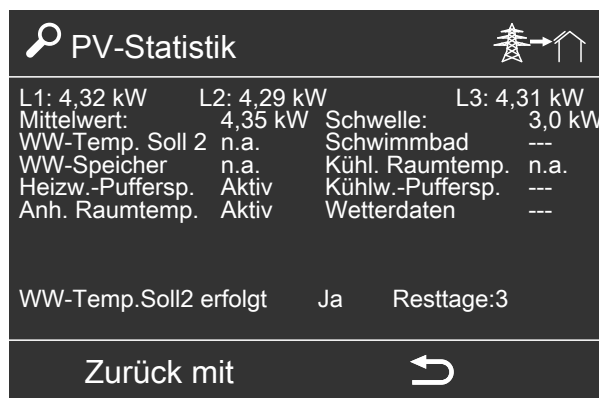 PV-Statistik
L1: 4,32 kW L2: 4,29 kW L3: 4,31 kW
Mittelwert: 4,35 kW Schwelle: 3,0 kW
WW-Temp. Soll 2 n.a. Schwimmbad ---
WW-Speicher n.a. Kühl. Raumtemp. n.a.
Heizw.-Puffersp. Aktiv Kühlw.-Puffersp. ---
Anh. Raumtemp. Aktiv Wetterdaten ---
WW-Temp.Soll2 erfolgt Ja Resttage:3
Zurück mit